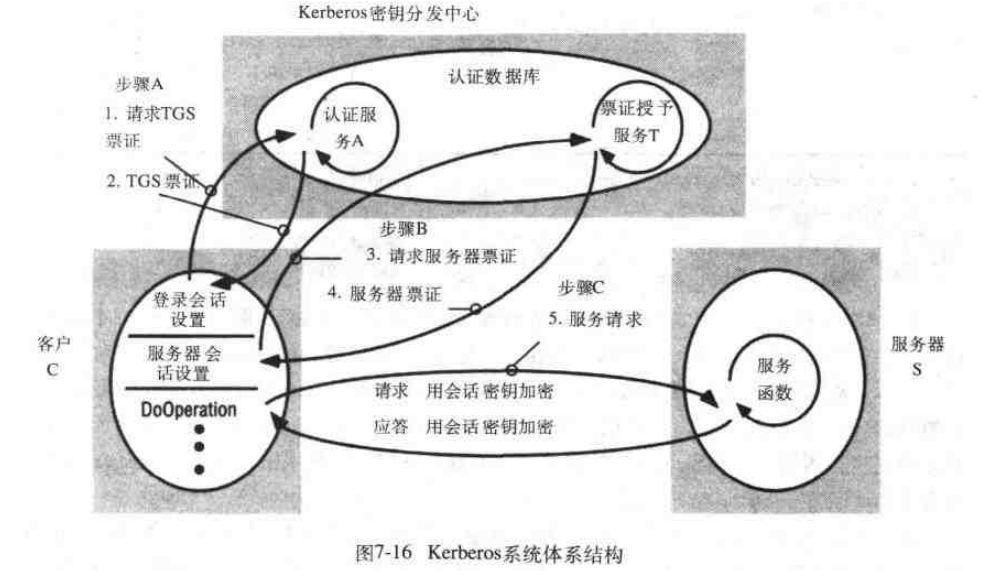 Kerberos密钥分发中心
认证数据库
步骤A
1. 请求TGS
票证
2. TGS票证
认证服
务A
票证授予
服务T
步骤B
3. 请求服务器票证
4. 服务器票证
步骤C
5. 服务请求
客户
C
登录会话
设置
服务器会
话设置
DoOperation
请求 用会话密钥加密
应答 用会话密钥加密
服务
函数
服务器
S
图7-16 Kerberos系统体系结构